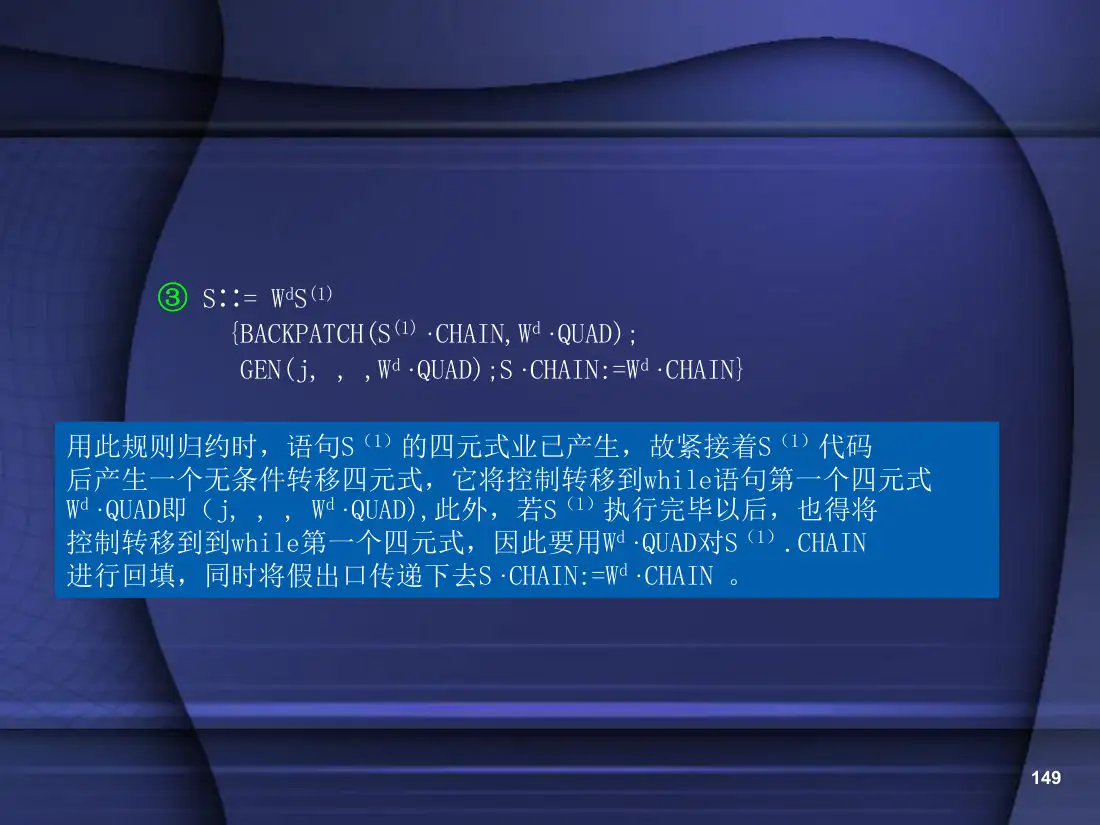 ③ S::= WᵈS⁽¹⁾
{BACKPATCH(S⁽¹⁾·CHAIN,Wᵈ·QUAD);
GEN(j, , ,Wᵈ·QUAD);S·CHAIN:=Wᵈ·CHAIN}
用此规则归约时，语句S（1）的四元式业已产生，故紧接着S（1）代码
后产生一个无条件转移四元式，它将控制转移到while语句第一个四元式
Wᵈ·QUAD即（j, , , Wᵈ·QUAD),此外，若S（1）执行完毕以后，也得将
控制转移到到while第一个四元式，因此要用Wᵈ·QUAD对S（1）.CHAIN
进行回填，同时将假出口传递下去S·CHAIN:=Wᵈ·CHAIN 。
149